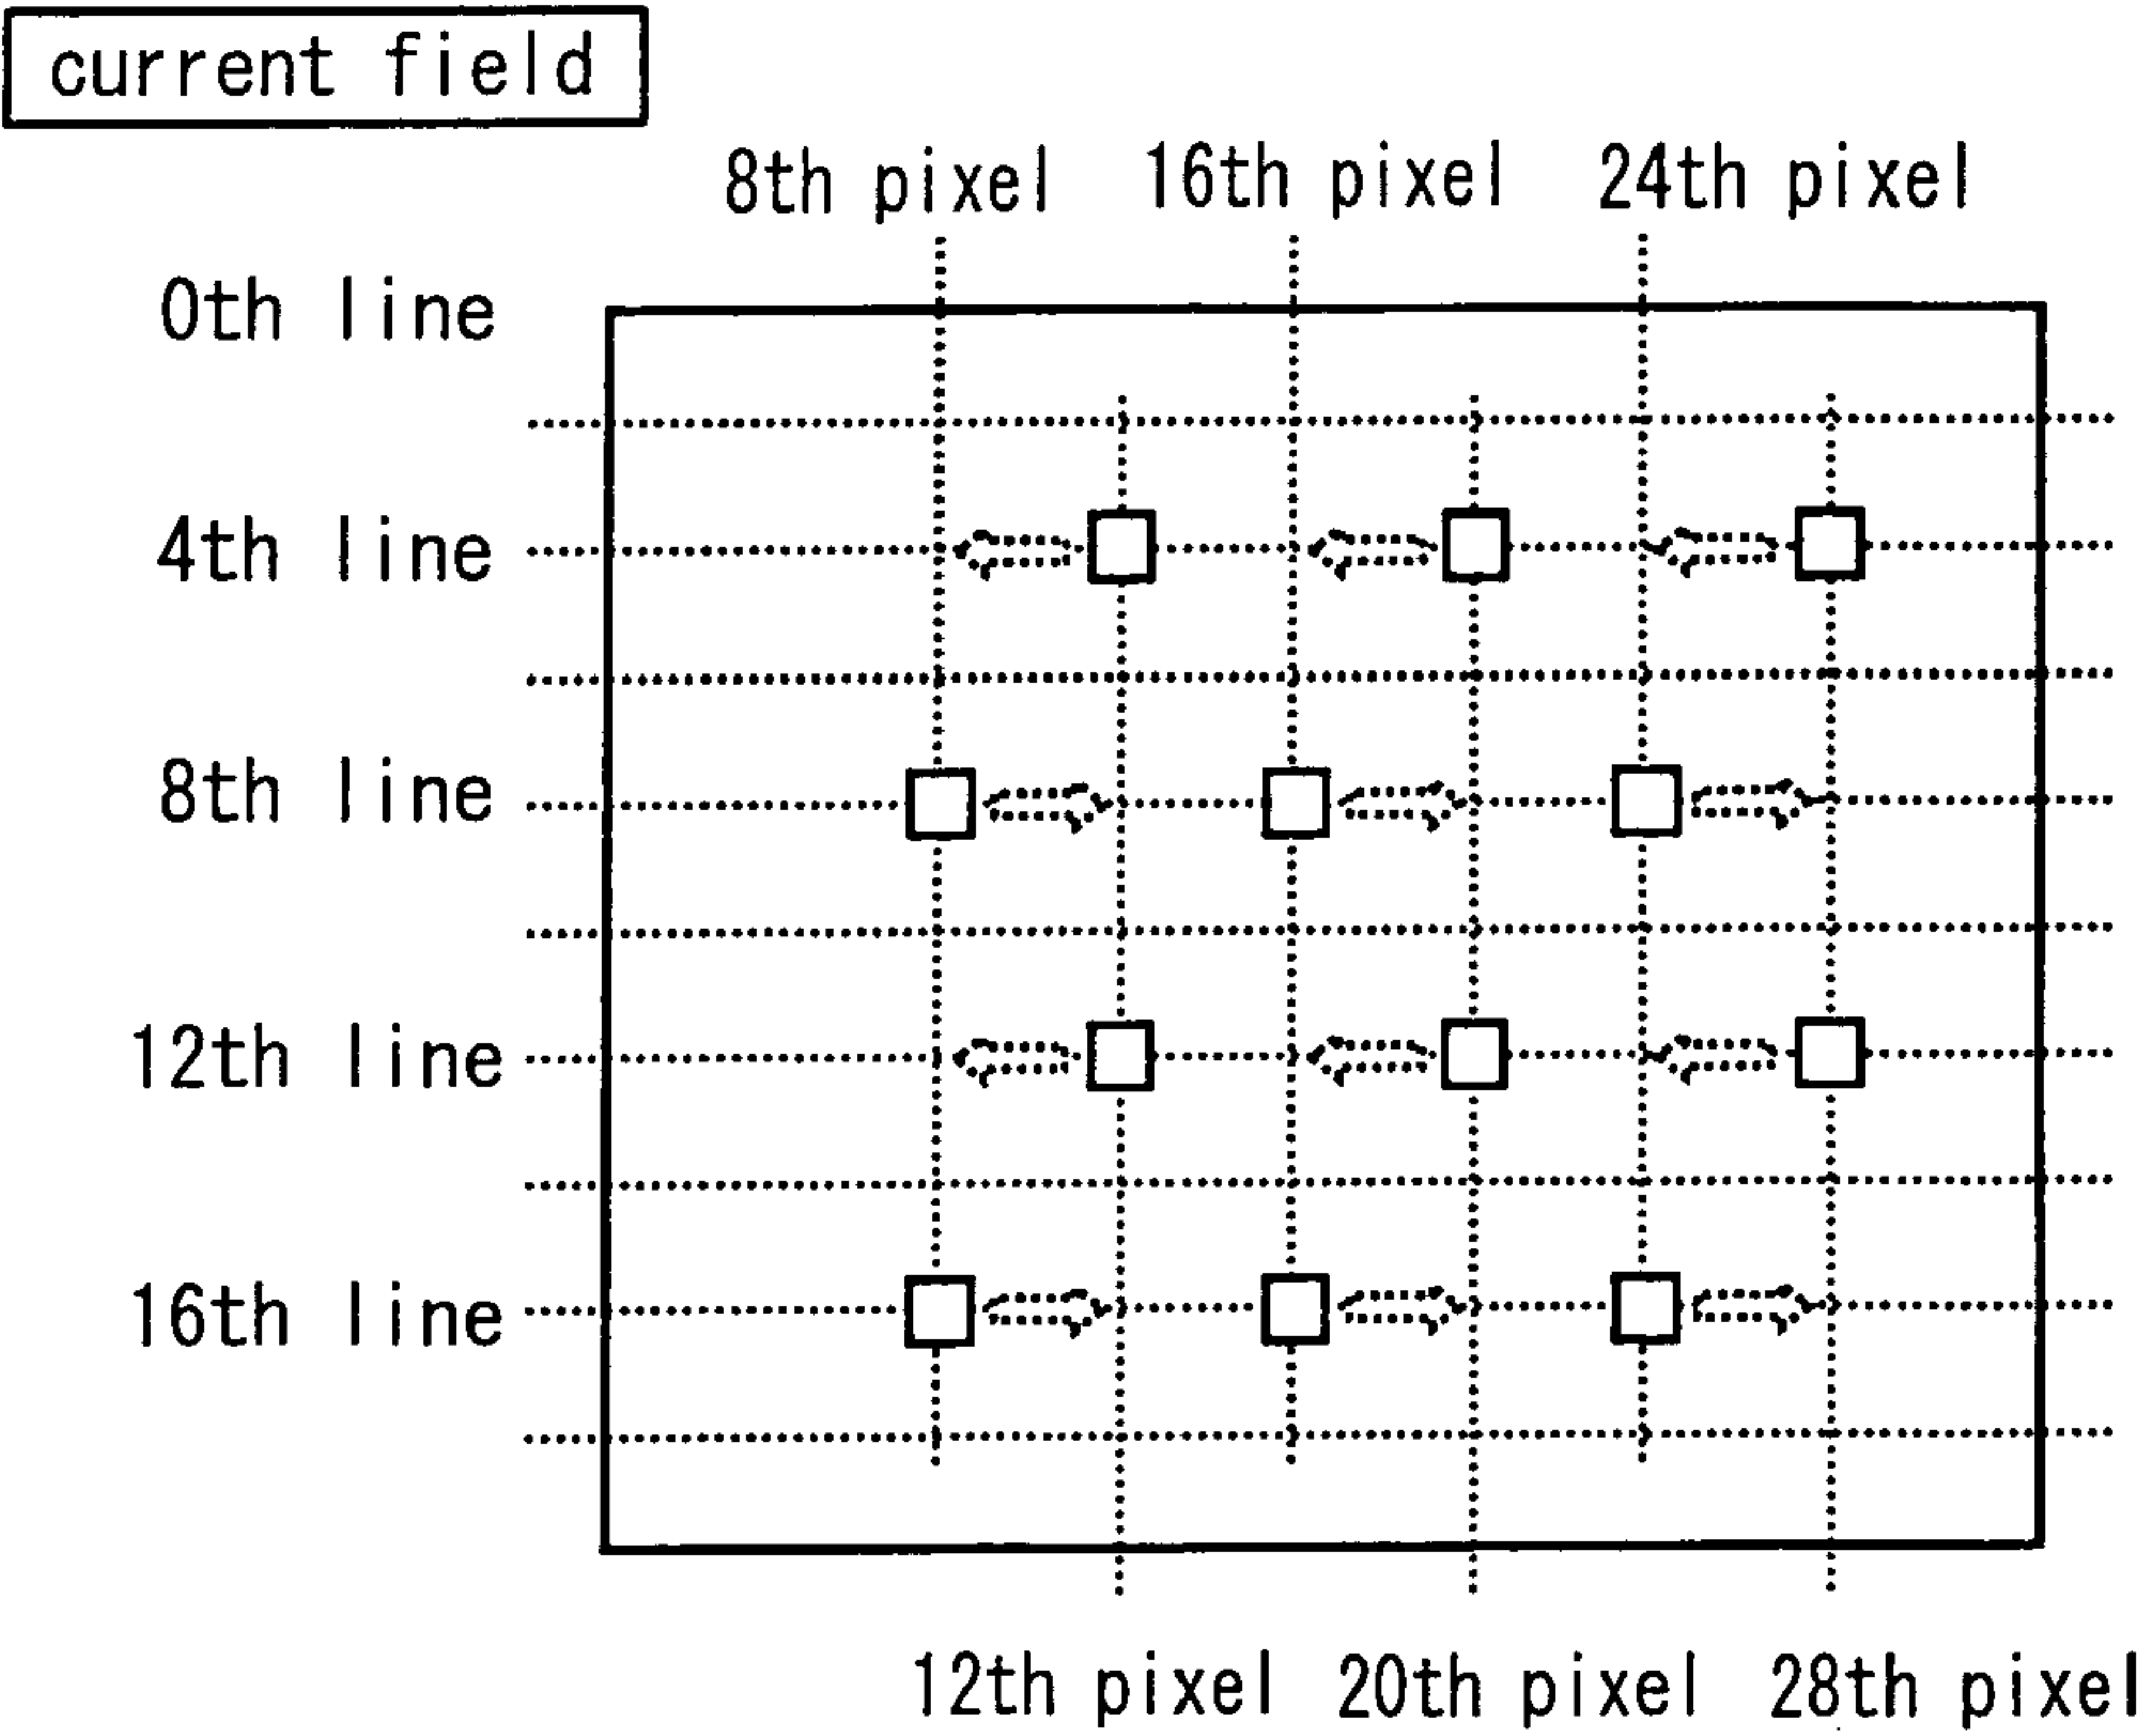 current field
8th pixel 16th pixel 24th pixel
0th line
4th line
8th line
12th line
16th line
12th pixel 20th pixel 28th pixel